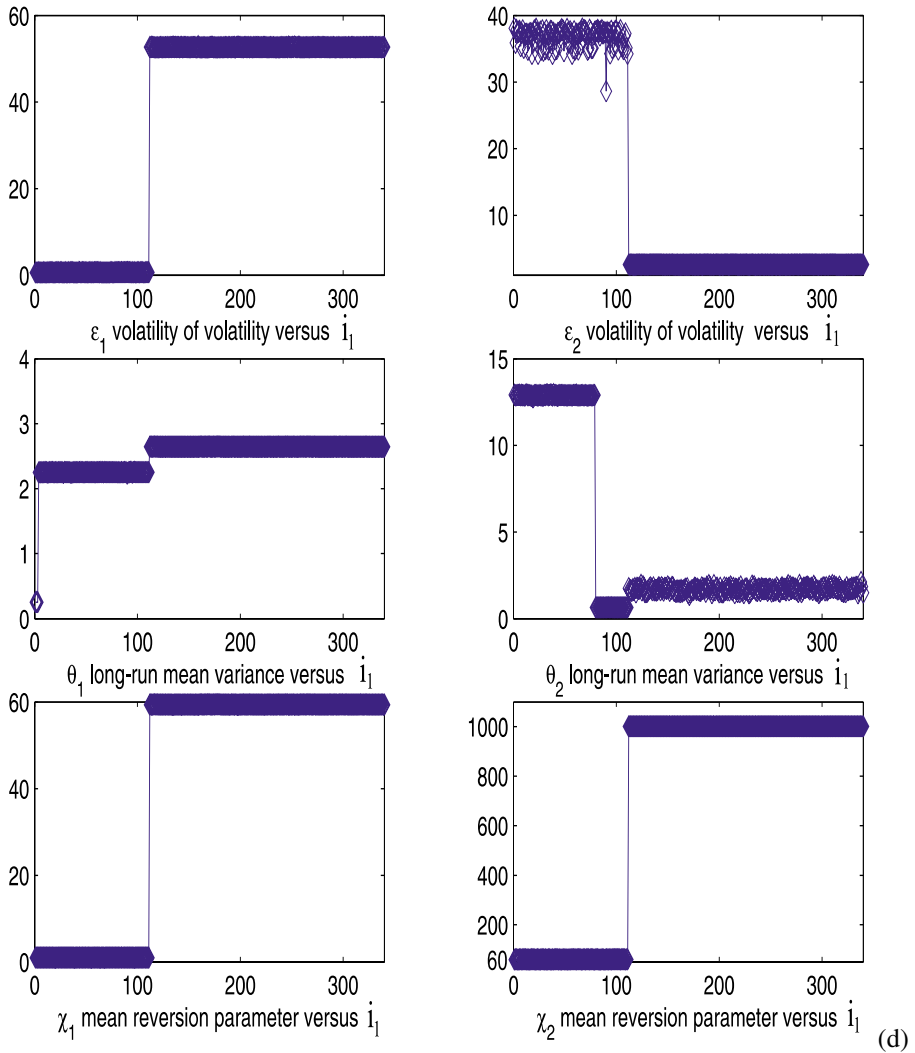 60
40
20
0
0 100 200 300
ε₁ volatility of volatility versus i₁
40
30
20
10
0 100 200 300
ε₂ volatility of volatility versus i₁
4
3
2
1
0
0 100 200 300
θ₁ long-run mean variance versus i₁
15
10
5
0
0 100 200 300
θ₂ long-run mean variance versus i₁
60
40
20
0
0 100 200 300
χ₁ mean reversion parameter versus i₁
1000
800
600
400
200
60
0 100 200 300
χ₂ mean reversion parameter versus i₁
(d)